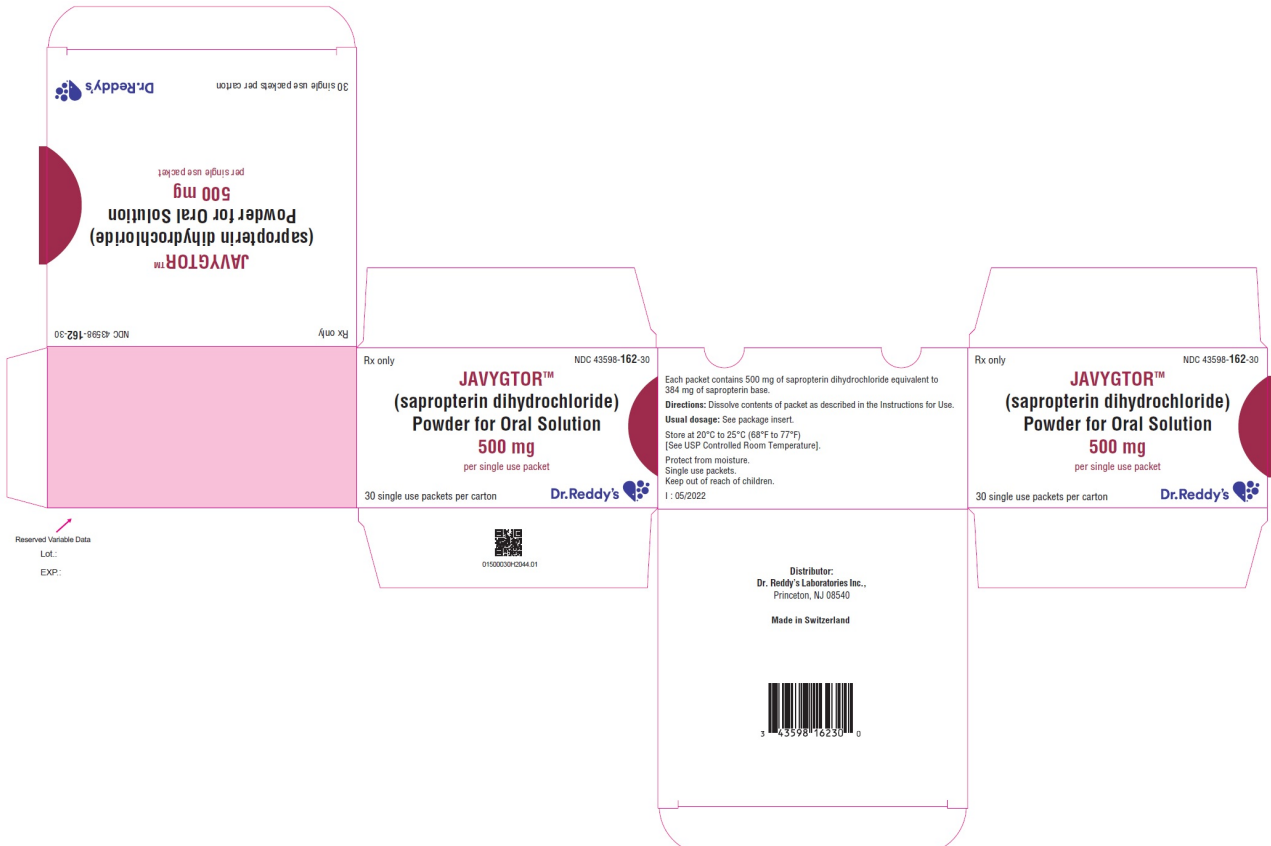 30 single use packets per carton
Dr.Reddy's
per single use packet
500 mg
Powder for Oral Solution
(sapropterin dihydrochloride)
JAVYGTOR™
Rx only
NDC 43598-162-30
Rx only
NDC 43598-162-30
JAVYGTOR™
(sapropterin dihydrochloride)
Powder for Oral Solution
500 mg
per single use packet
30 single use packets per carton
Dr.Reddy's
Each packet contains 500 mg of sapropterin dihydrochloride equivalent to
384 mg of sapropterin base.
Directions: Dissolve contents of packet as described in the Instructions for Use.
Usual dosage: See package insert.
Store at 20°C to 25°C (68°F to 77°F)
[See USP Controlled Room Temperature].
Protect from moisture.
Single use packets.
Keep out of reach of children.
I : 05/2022
Rx only
NDC 43598-162-30
JAVYGTOR™
(sapropterin dihydrochloride)
Powder for Oral Solution
500 mg
per single use packet
30 single use packets per carton
Dr.Reddy's
Reserved Variable Data
Lot.:
EXP.:
01500030H2044.01
Distributor:
Dr. Reddy's Laboratories Inc.,
Princeton, NJ 08540
Made in Switzerland
3 43598 16230 0